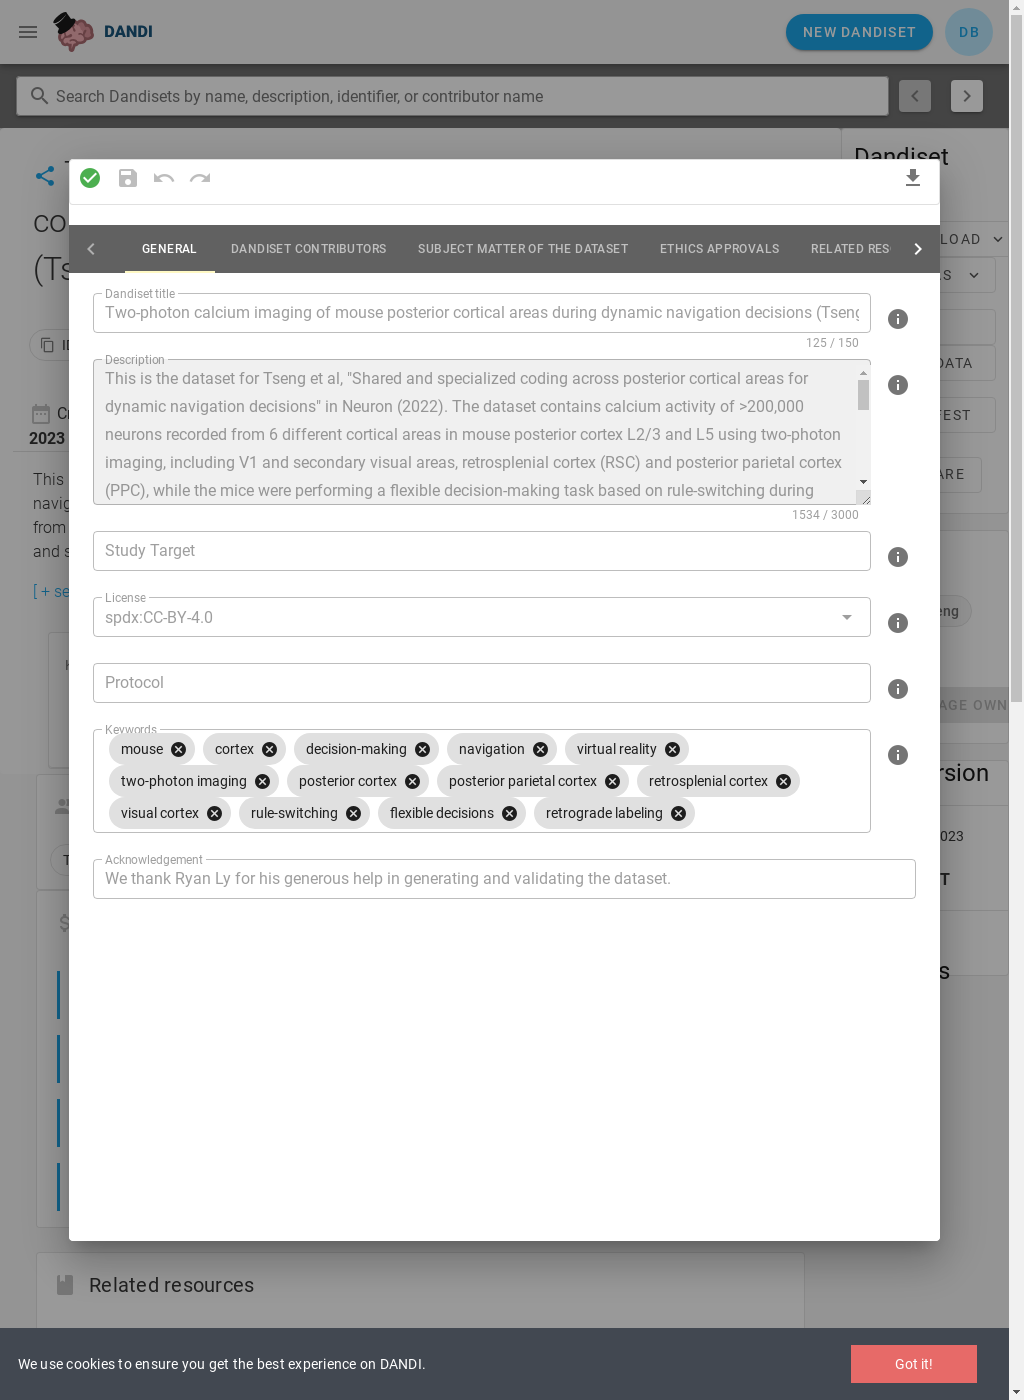 DANDI
NEW DANDISET
DB
Search Dandisets by name, description, identifier, or contributor name
Dandiset
GENERAL
DANDISET CONTRIBUTORS
SUBJECT MATTER OF THE DATASET
ETHICS APPROVALS
RELATED RES
Dandiset title
Two-photon calcium imaging of mouse posterior cortical areas during dynamic navigation decisions (Tseng
125 / 150
Description
This is the dataset for Tseng et al, "Shared and specialized coding across posterior cortical areas for
dynamic navigation decisions" in Neuron (2022). The dataset contains calcium activity of >200,000
neurons recorded from 6 different cortical areas in mouse posterior cortex L2/3 and L5 using two-photon
imaging, including V1 and secondary visual areas, retrosplenial cortex (RSC) and posterior parietal cortex
(PPC), while the mice were performing a flexible decision-making task based on rule-switching during
1534 / 3000
Study Target
License
spdx:CC-BY-4.0
Protocol
Keywords
mouse
cortex
decision-making
navigation
virtual reality
two-photon imaging
posterior cortex
posterior parietal cortex
retrosplenial cortex
visual cortex
rule-switching
flexible decisions
retrograde labeling
Acknowledgement
We thank Ryan Ly for his generous help in generating and validating the dataset.
co
(Ts
2023
This
navig
from
and s
[ + se
LOAD
DATA
Related resources
We use cookies to ensure you get the best experience on DANDI.
Got it!